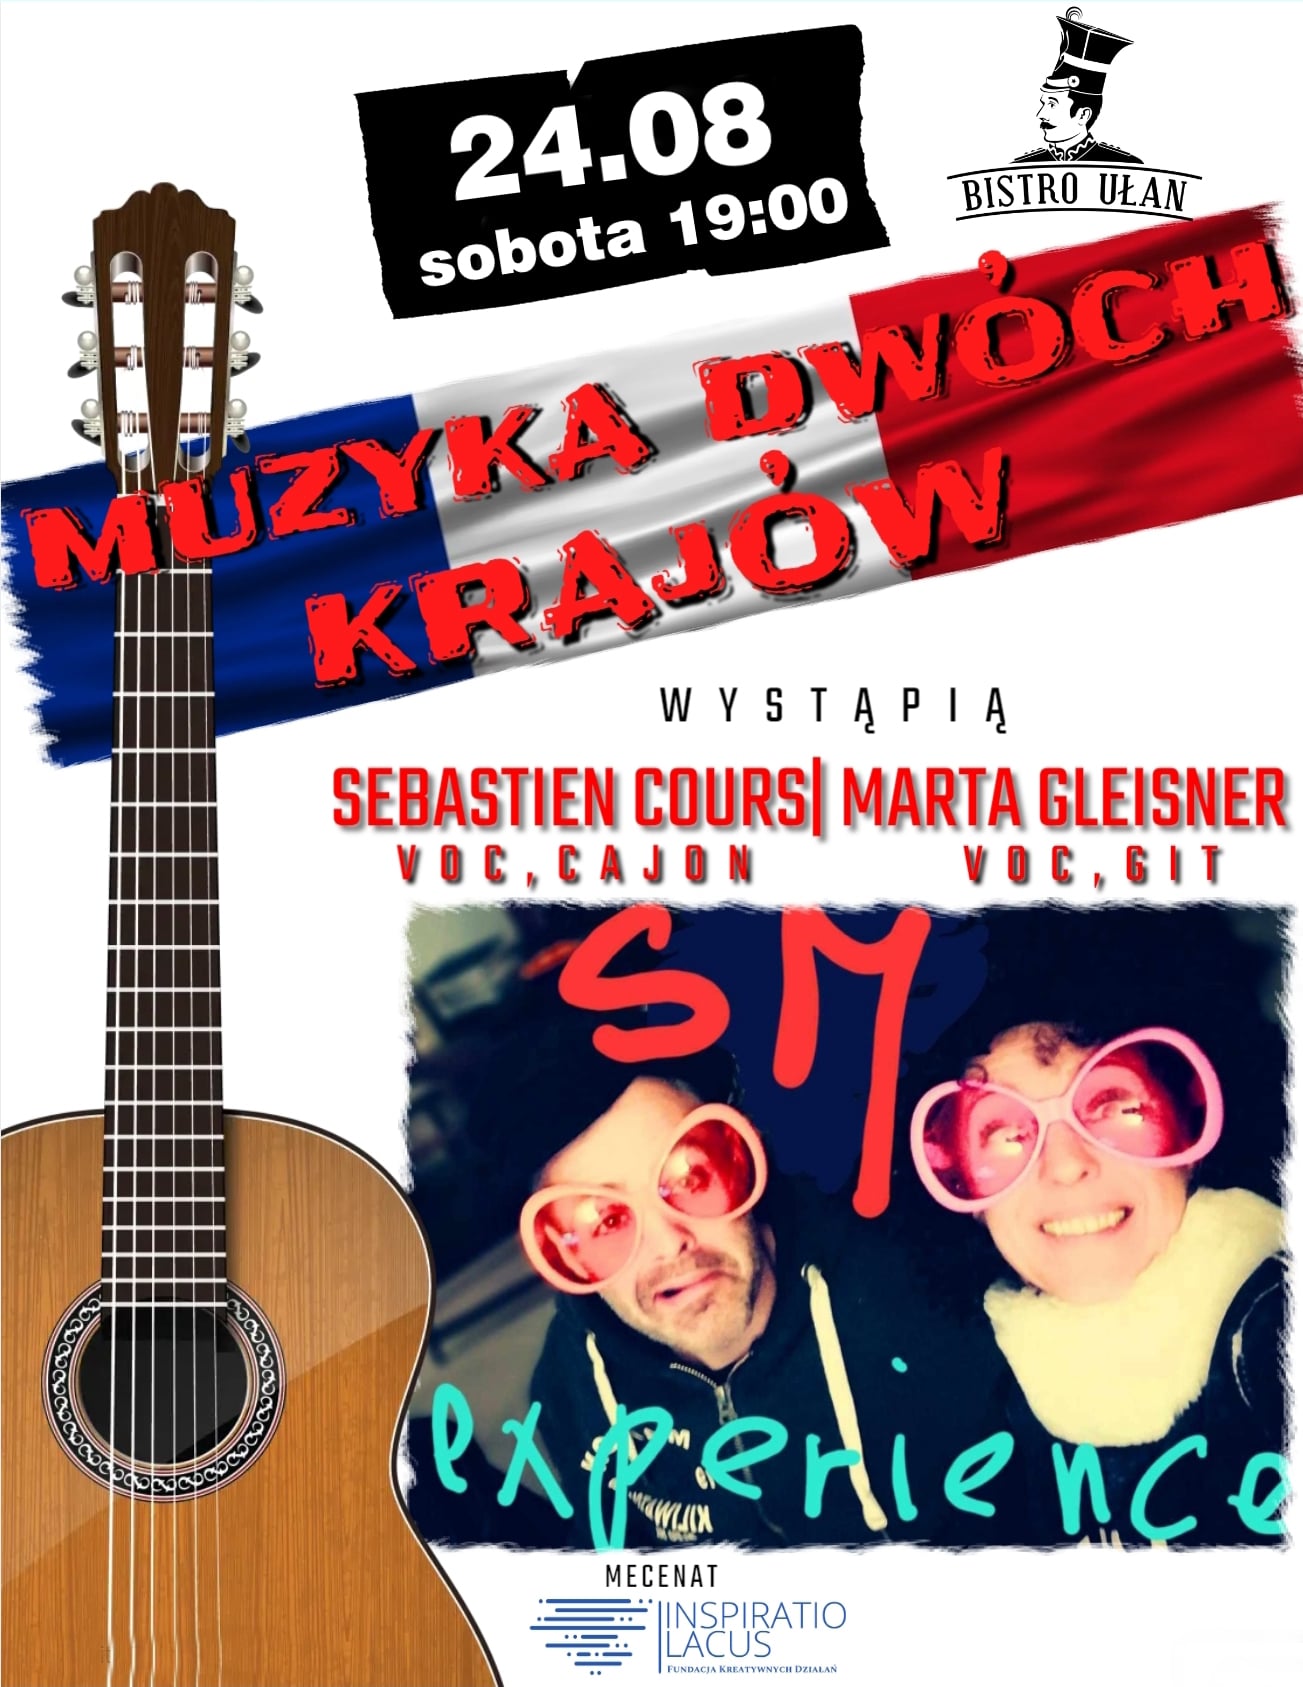 24.08
sobota 19:00
BISTRO UŁAN
MUZYKA DWÓCH
KRAJÓW
WYSTĄPIĄ
SEBASTIEN COURS| MARTA GLEISNER
VOC,CAJON
VOC,GIT
SM
experience
MECENAT
INSPIRATIO
LACUS
FUNDACJA KREATYWNYCH DZIAŁAŃ